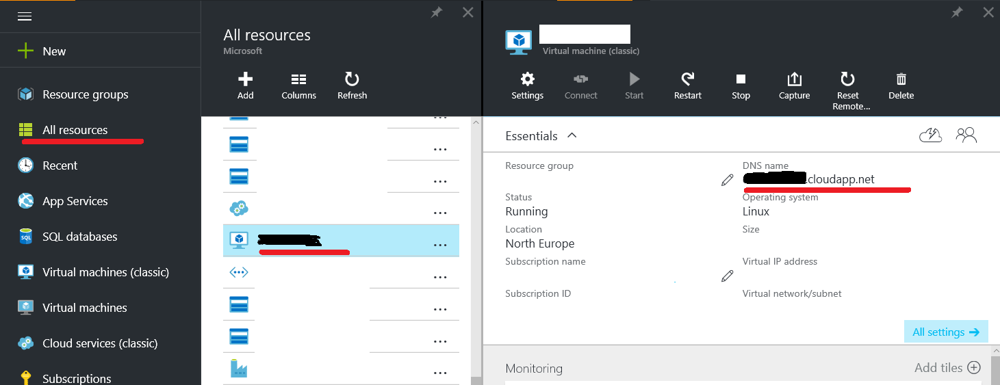 New
Resource groups
All resources
Recent
App Services
SQL databases
SQL
Virtual machines (classic)
Virtual machines
Cloud services (classic)
Subscriptions
All resources
Microsoft
Add
Columns
Refresh
Virtual machine (classic)
Settings
Connect
Start
Restart
Stop
Capture
Reset
Remote...
Delete
Essentials
Resource group
DNS name
.cloudapp.net
Status
Running
Operating system
Linux
Location
North Europe
Size
Subscription name
Virtual IP address
Subscription ID
Virtual network/subnet
All settings
Monitoring
Add tiles